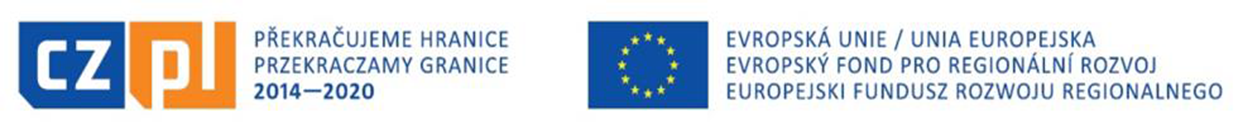 cz pl
PŘEKRAČUJEME HRANICE
PRZEKRACZAMY GRANICE
2014—2020
EVROPSKÁ UNIE / UNIA EUROPEJSKA
EVROPSKÝ FOND PRO REGIONÁLNÍ ROZVOJ
EUROPEJSKI FUNDUSZ ROZWOJU REGIONALNEGO